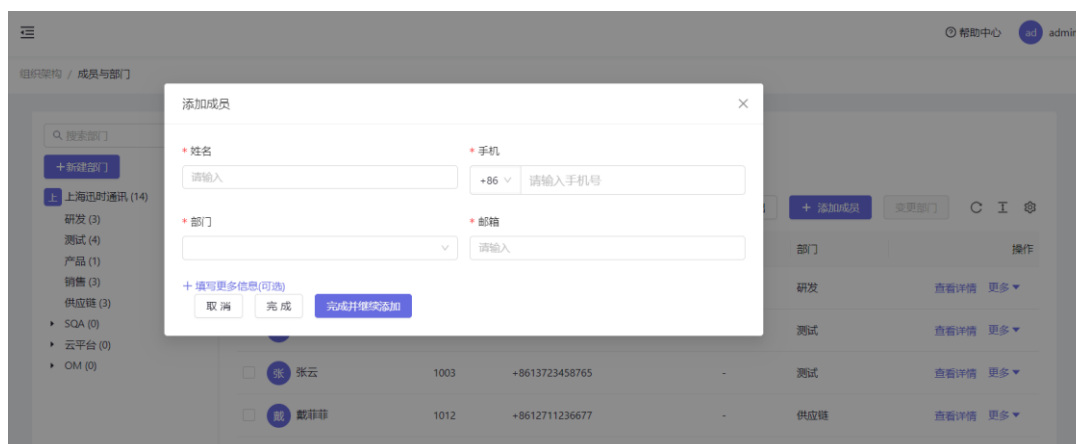 帮助中心 ad admin
组织架构 / 成员与部门
添加成员
搜索部门
* 姓名 * 手机
+新建部门
请输入 +86 请输入手机号
上 上海迅时通讯 (14)
+ 添加成员 变更部门
研发 (3)
* 部门 * 邮箱
测试 (4)
请输入
部门 操作
产品 (1)
销售 (3)
+ 填写更多信息(可选)
研发 查看详情 更多
供应链 (3)
取 消 完 成 完成并继续添加
SQA (0)
测试 查看详情 更多
云平台 (0)
OM (0)
张 张云 1003 +8613723458765 - 测试 查看详情 更多
戴 戴菲菲 1012 +8612711236677 - 供应链 查看详情 更多